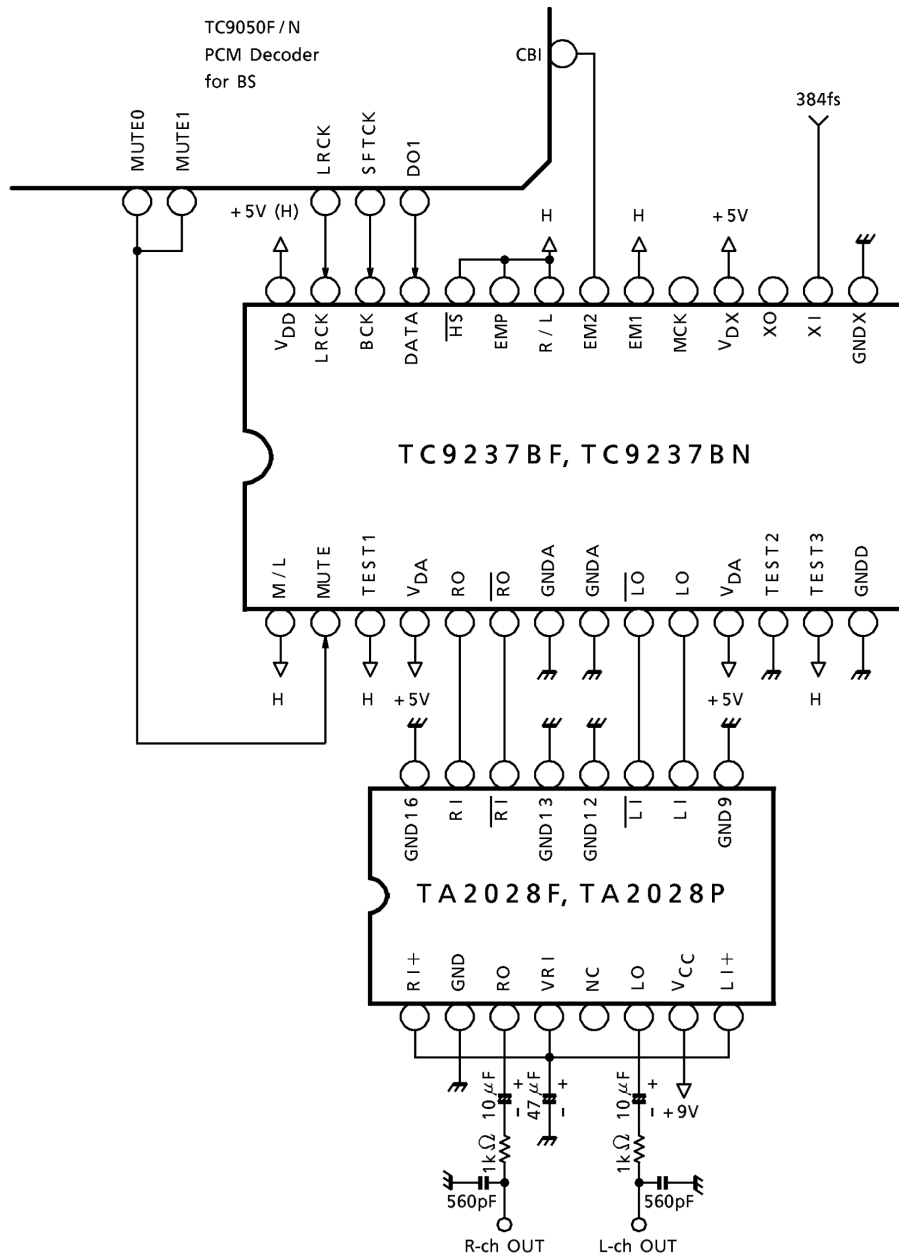 TC9050F/N
PCM Decoder
for BS
CBI
384fs
MUTE0
MUTE1
LRCK
SFTCK
DO1
+5V (H)
H
H
+5V
VDD
LRCK
BCK
DATA
HS
EMP
R/L
EM2
EM1
MCK
VDX
XO
XI
GNDX
TC9237BF, TC9237BN
M/L
MUTE
TEST1
VDA
RO
RO
GNDA
GNDA
LO
LO
VDA
TEST2
TEST3
GNDD
H
H
+5V
+5V
H
GND16
RI
RI
GND13
GND12
LI
LI
GND9
TA2028F, TA2028P
RI+
GND
RO
VRI
NC
LO
VCC
LI+
10μF
+
-
47μF
+
-
10μF
+
-
+9V
1kΩ
1kΩ
560pF
560pF
R-ch OUT
L-ch OUT